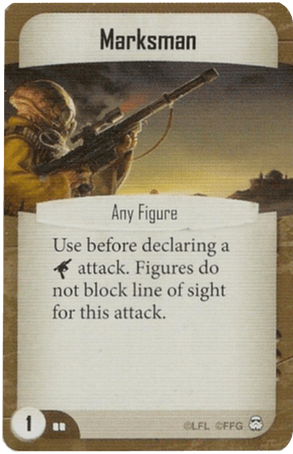 Marksman
Any Figure
Use before declaring a
attack. Figures do
not block line of sight
for this attack.
1
©LFL ©FFG